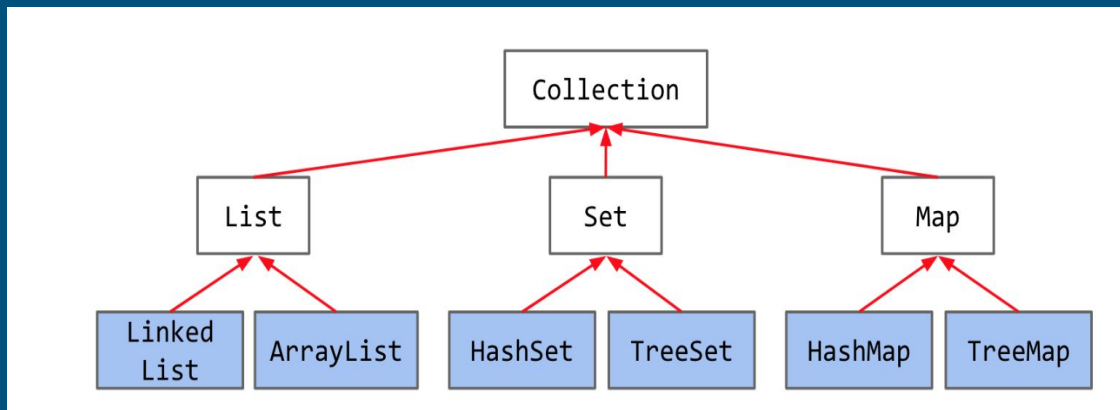 Collection
List
Set
Map
Linked
List
ArrayList
HashSet
TreeSet
HashMap
TreeMap